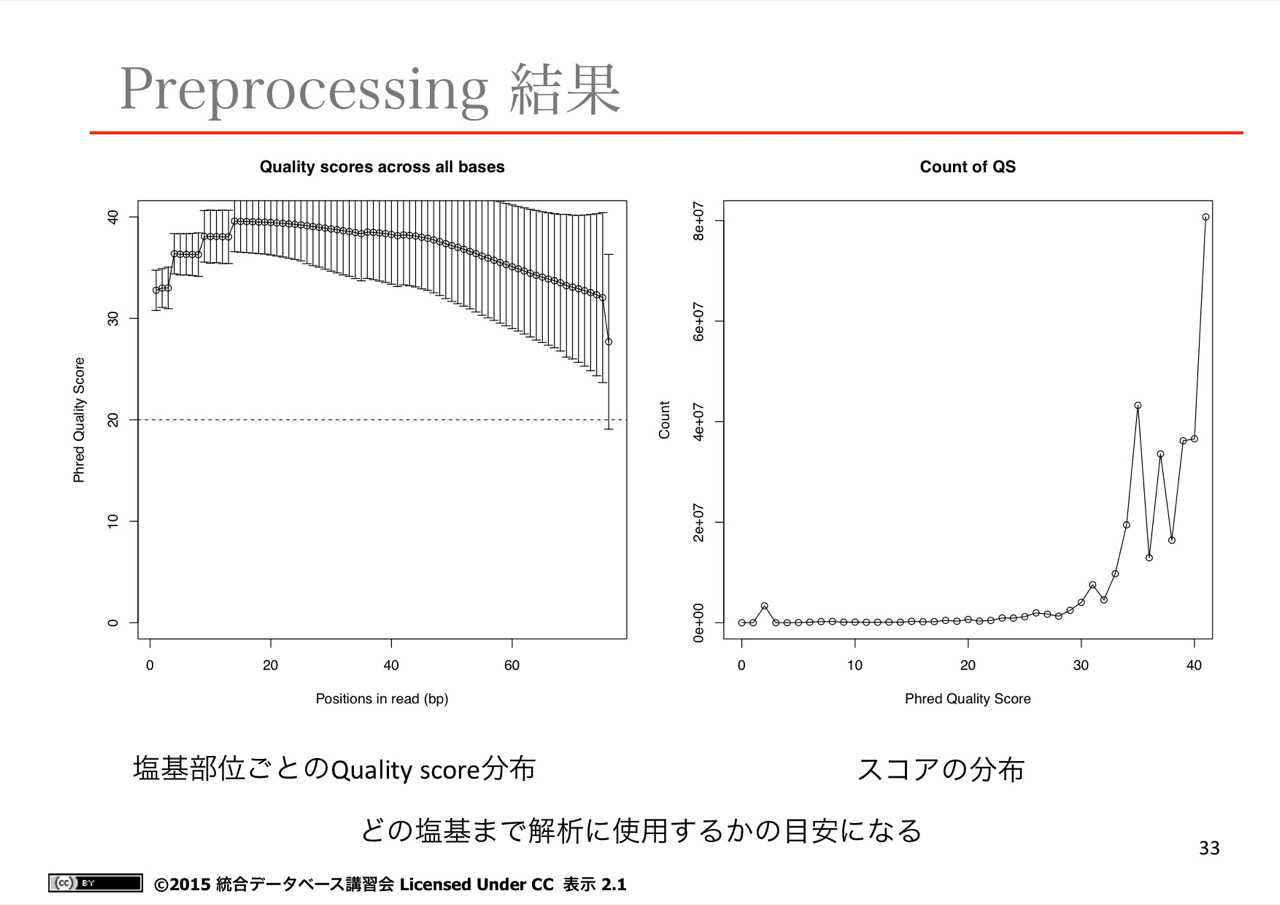 Preprocessing 結果
Quality scores across all bases
40
30
20
10
0
Phred Quality Score
0 20 40 60
Positions in read (bp)
Count of QS
8e+07
6e+07
4e+07
2e+07
0e+00
Count
0 10 20 30 40
Phred Quality Score
塩基部位ごとのQuality score分布
スコアの分布
どの塩基まで解析に使用するかの目安になる
33
cc BY
©2015 統合データベース講習会 Licensed Under CC 表示 2.1